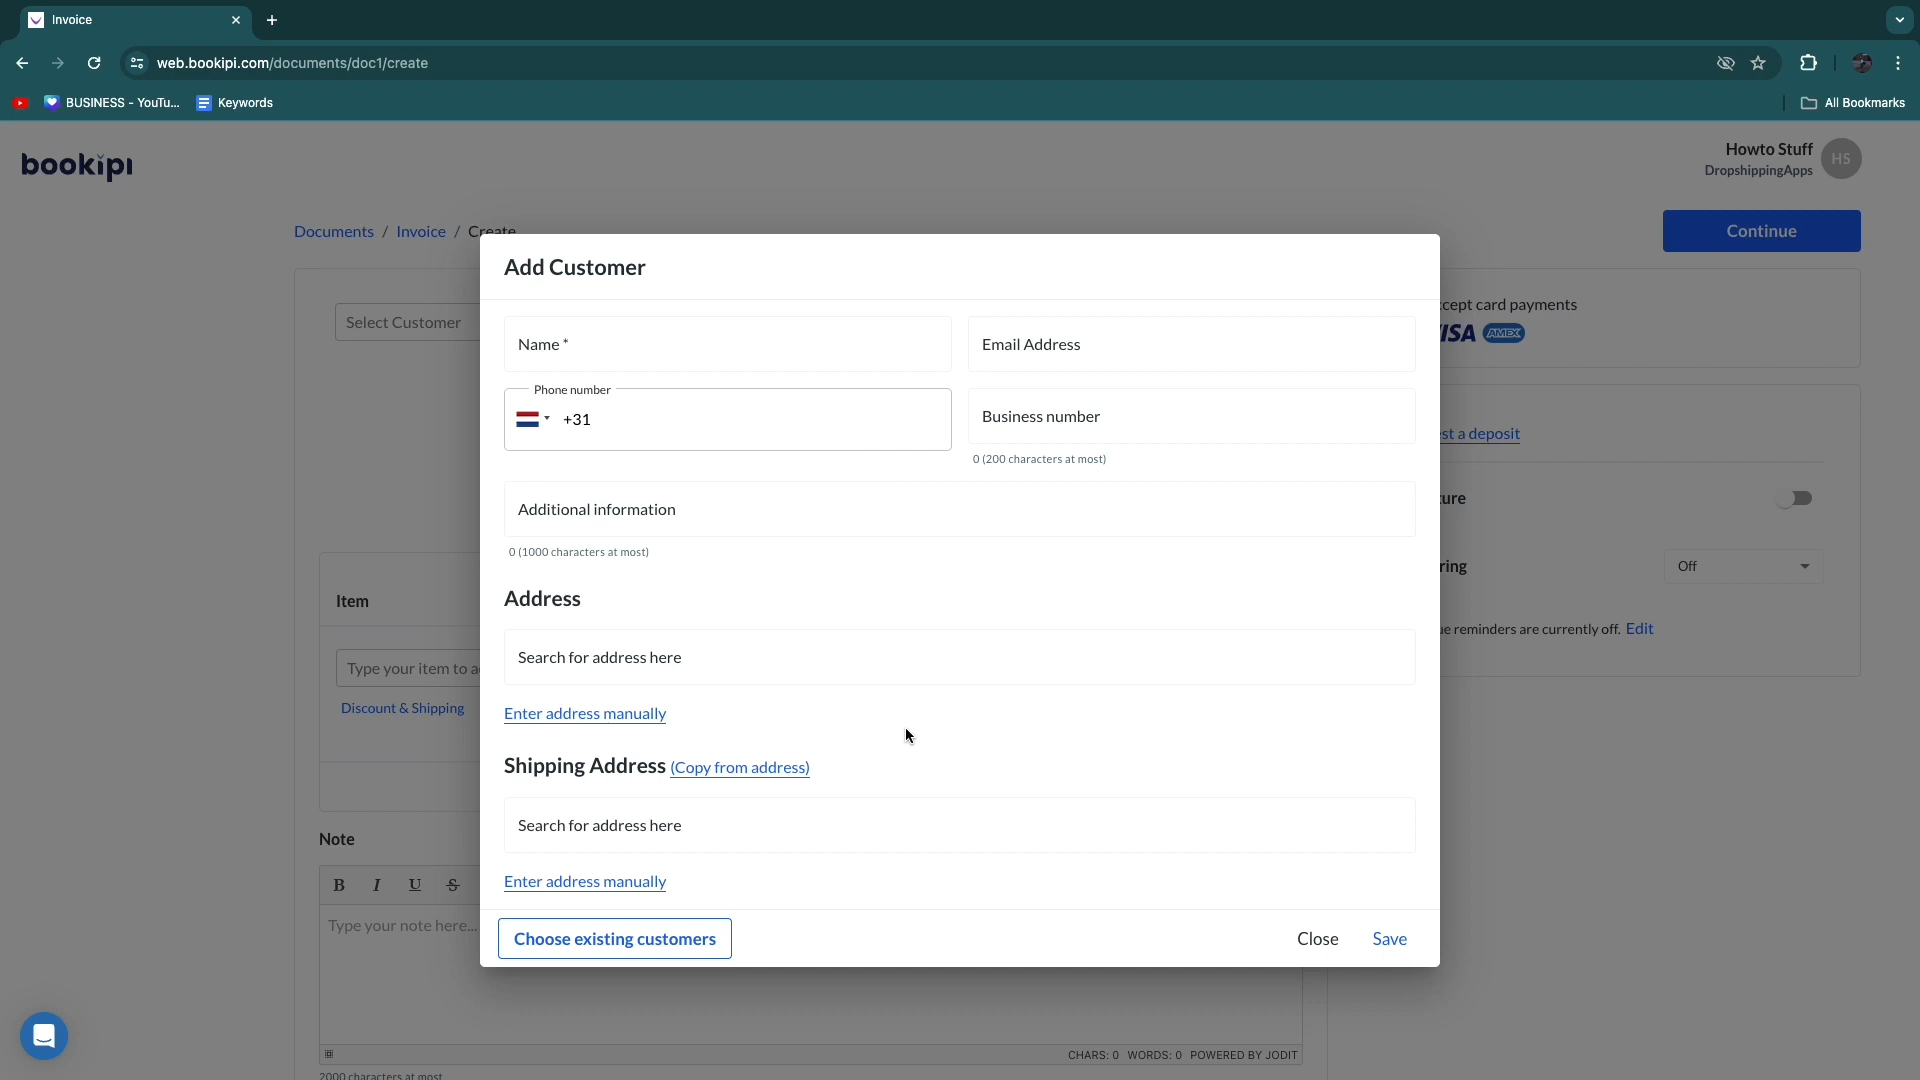 Invoice
web.bookipi.com/documents/doc1/create
BUSINESS - YouTu...
Keywords
All Bookmarks
bookipi
Howto Stuff
DropshippingApps
HS
Documents / Invoice / Create
Continue
Add Customer
Select Customer
ccept card payments
VISA
AMEX
Name *
Email Address
Phone number
+31
Business number
0 (200 characters at most)
est a deposit
ure
Additional information
0 (1000 characters at most)
ring
Off
Item
Address
ue reminders are currently off. Edit
Type your item to a
Search for address here
Discount & Shipping
Enter address manually
Shipping Address (Copy from address)
Search for address here
Note
Enter address manually
B I U S
Type your note here...
Choose existing customers
Close
Save
CHARS: 0 WORDS: 0 POWERED BY JODIT
2000 characters at most